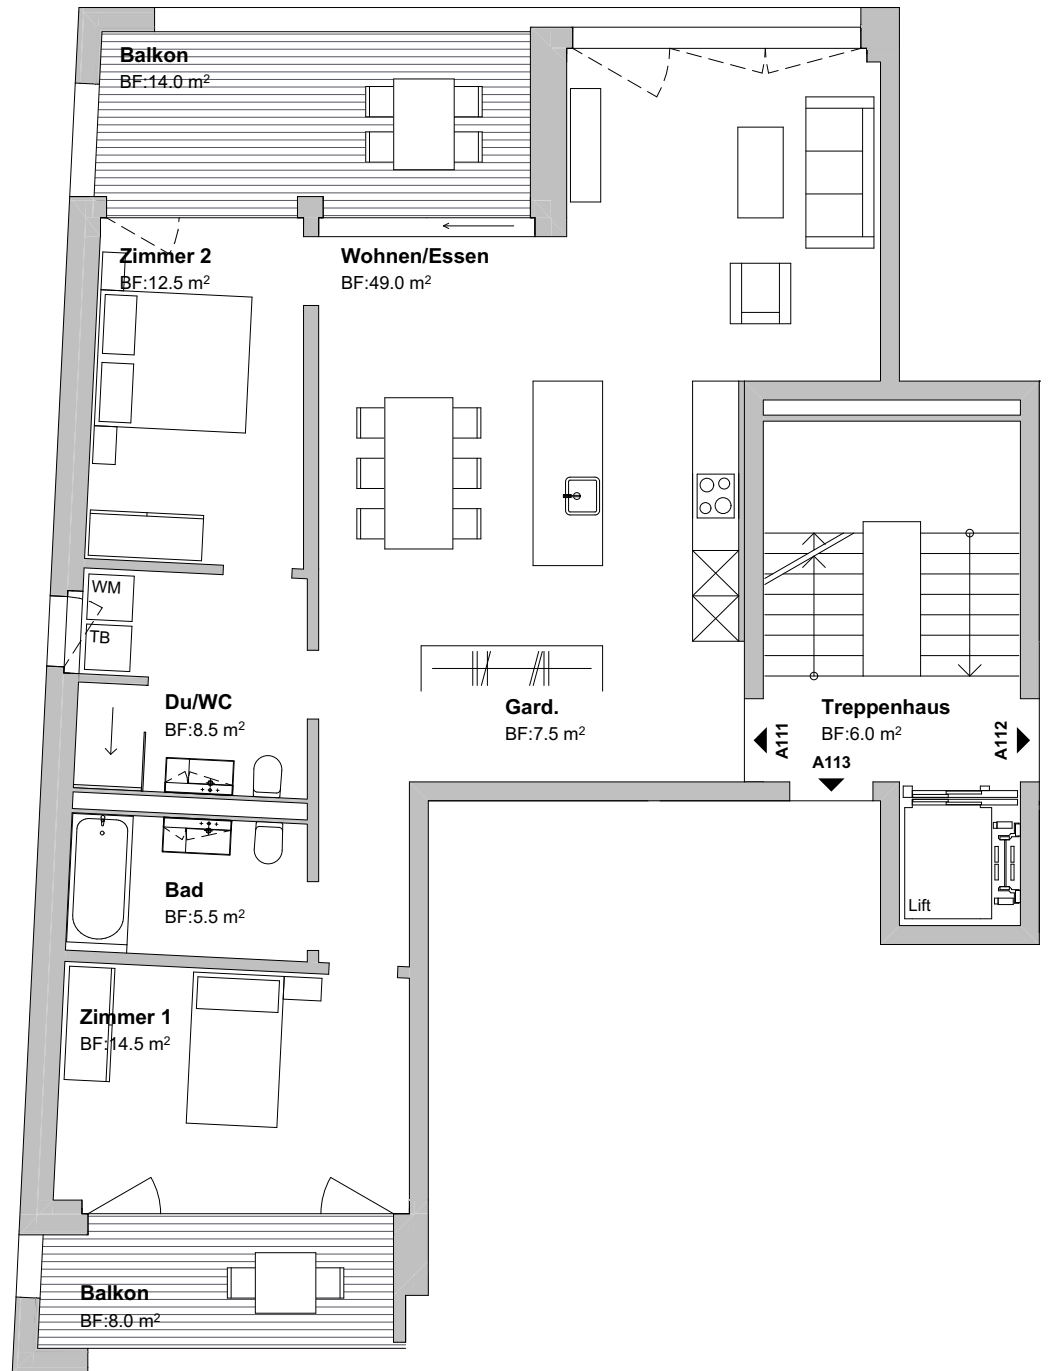 Balkon
BF:14.0 m²
Zimmer 2
BF:12.5 m²
Wohnen/Essen
BF:49.0 m²
WM
TB
Du/WC
BF:8.5 m²
Gard.
BF:7.5 m²
Treppenhaus
BF:6.0 m²
A111
A112
A113
Bad
BF:5.5 m²
Lift
Zimmer 1
BF:14.5 m²
Balkon
BF:8.0 m²